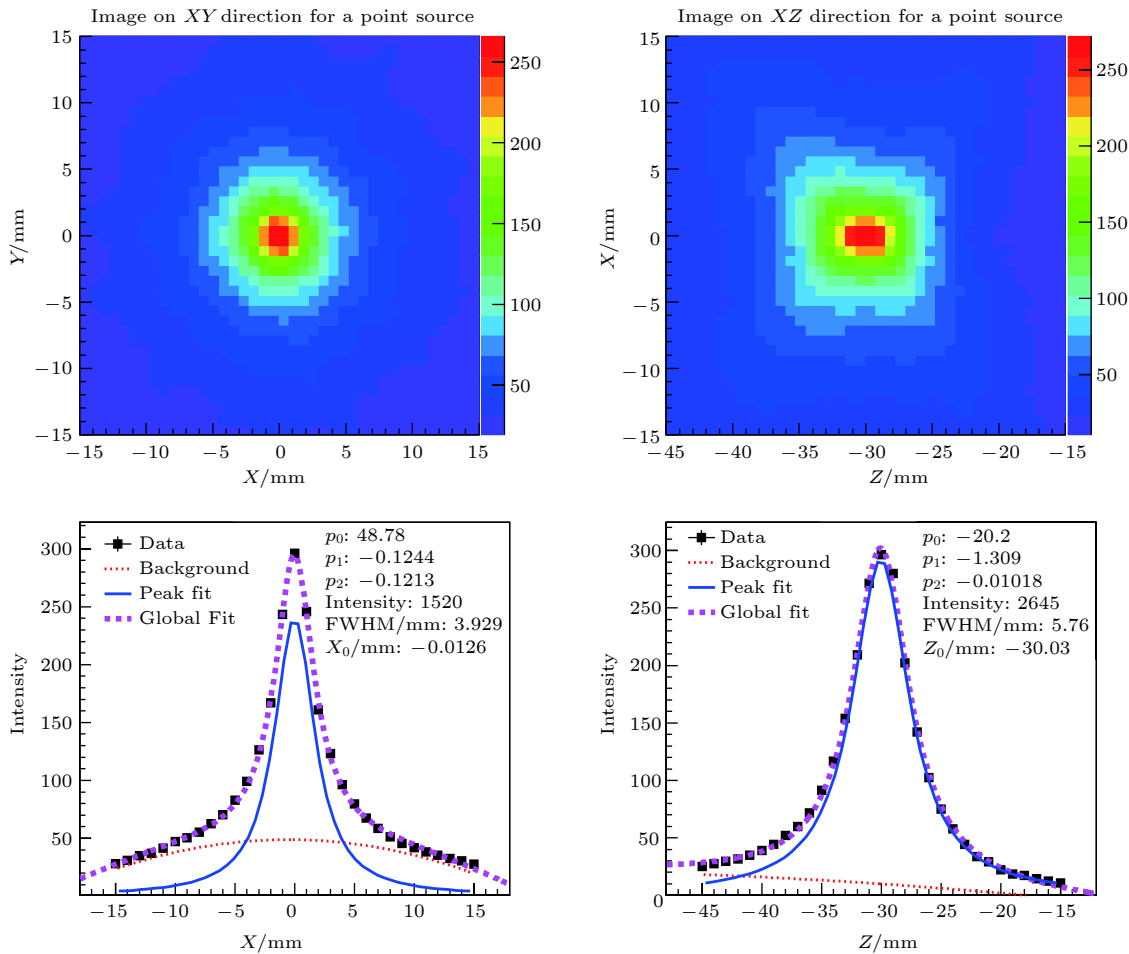 Image on XY direction for a point source
15
10
5
0
−5
−10
−15
Y/mm
−15 −10 −5 0 5 10 15
X/mm
250
200
150
100
50
Image on XZ direction for a point source
15
10
5
0
−5
−10
−15
X/mm
−45 −40 −35 −30 −25 −20 −15
Z/mm
250
200
150
100
50
300
250
200
150
100
50
Intensity
Data
Background
Peak fit
Global Fit
p0: 48.78
p1: −0.1244
p2: −0.1213
Intensity: 1520
FWHM/mm: 3.929
X0/mm: −0.0126
−15 −10 −5 0 5 10 15
X/mm
300
250
200
150
100
50
0
Intensity
Data
Background
Peak fit
Global fit
p0: −20.2
p1: −1.309
p2: −0.01018
Intensity: 2645
FWHM/mm: 5.76
Z0/mm: −30.03
−45 −40 −35 −30 −25 −20 −15
Z/mm